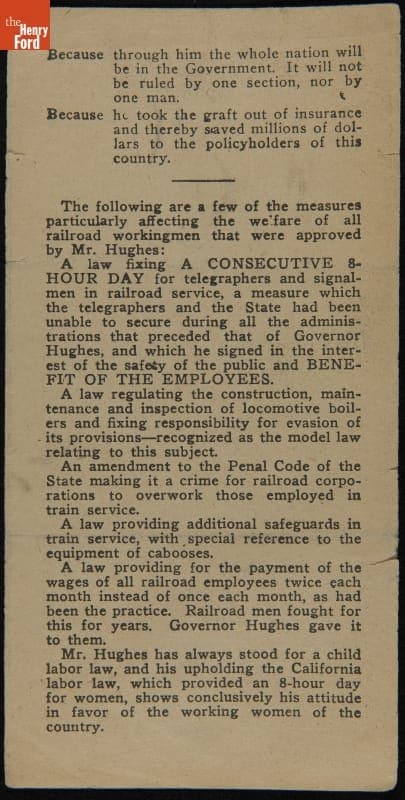 the
Henry
Ford
Because through him the whole nation will
be in the Government. It will not
be ruled by one section, nor by
one man.
Because he took the graft out of insurance
and thereby saved millions of dol-
lars to the policyholders of this
country.
The following are a few of the measures
particularly affecting the we'fare of all
railroad workingmen that were approved
by Mr. Hughes:
A law fixing A CONSECUTIVE 8-
HOUR DAY for telegraphers and signal-
men in railroad service, a measure which
the telegraphers and the State had been
unable to secure during all the adminis-
trations that preceded that of Governor
Hughes, and which he signed in the inter-
est of the safety of the public and BENE-
FIT OF THE EMPLOYEES.
A law regulating the construction, main-
tenance and inspection of locomotive boil-
ers and fixing responsibility for evasion of
its provisions—recognized as the model law
relating to this subject.
An amendment to the Penal Code of the
State making it a crime for railroad corpo-
rations to overwork those employed in
train service.
A law providing additional safeguards in
train service, with special reference to the
equipment of cabooses.
A law providing for the payment of the
wages of all railroad employees twice each
month instead of once each month, as had
been the practice. Railroad men fought for
this for years. Governor Hughes gave it
to them.
Mr. Hughes has always stood for a child
labor law, and his upholding the California
labor law, which provided an 8-hour day
for women, shows conclusively his attitude
in favor of the working women of the
country.